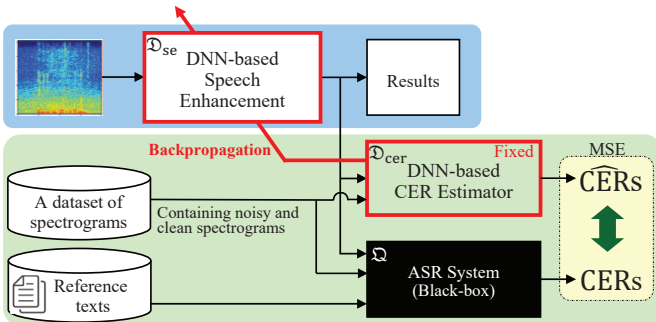 𝔇se
DNN-based
Speech
Enhancement
Results
Backpropagation
𝔇cer
Fixed
DNN-based
CER Estimator
MSE
A dataset of
spectrograms
Containing noisy and
clean spectrograms
C͡ERs
𝔔
ASR System
(Black-box)
Reference
texts
CERs